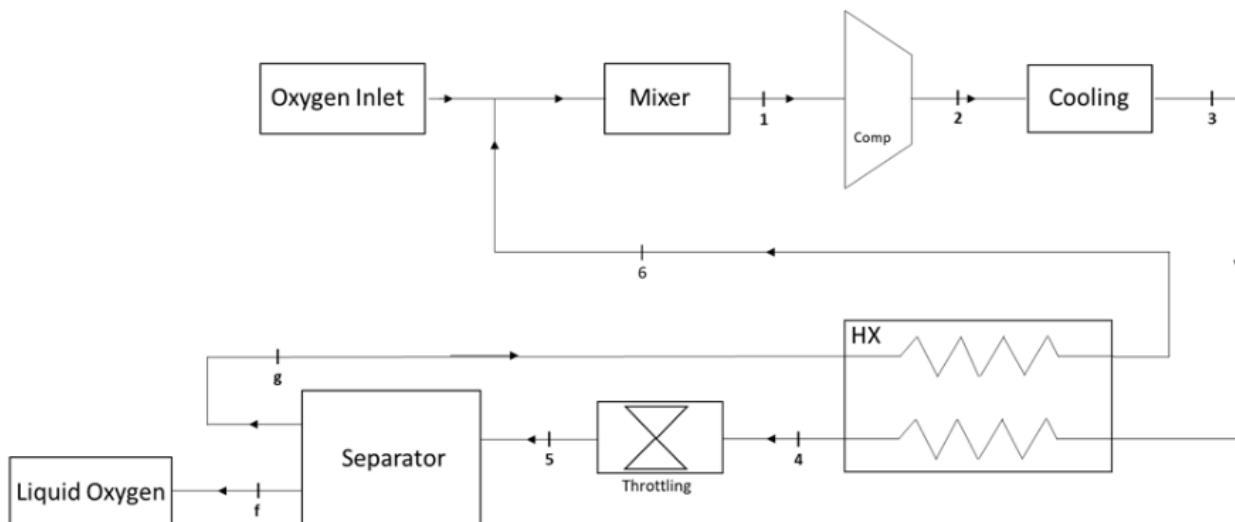 Oxygen Inlet
Mixer
1
Comp
2
Cooling
3
6
HX
g
Separator
5
Throttling
4
Liquid Oxygen
f